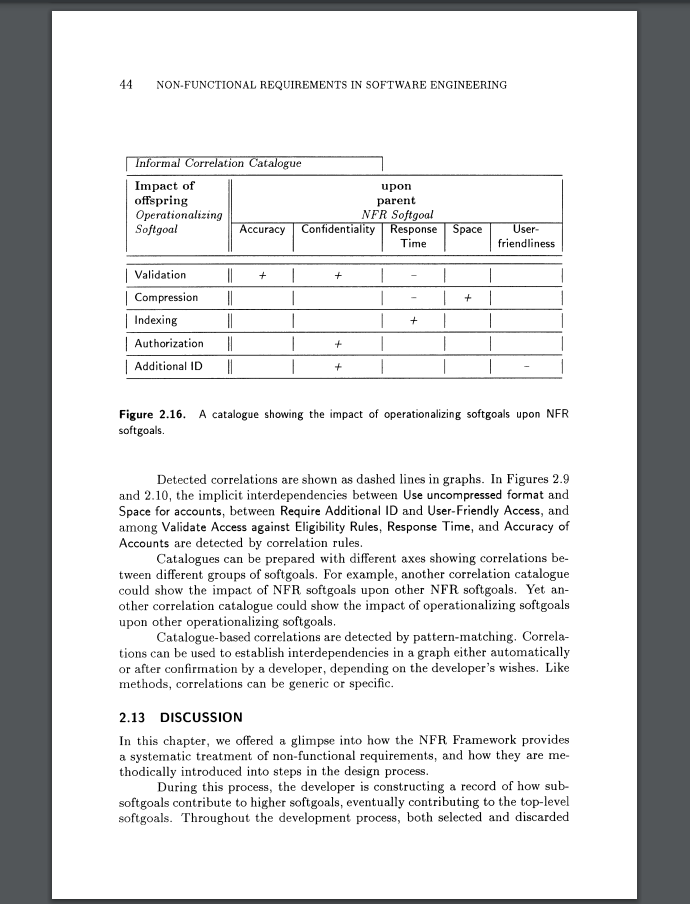 44 NON-FUNCTIONAL REQUIREMENTS IN SOFTWARE ENGINEERING
Informal Correlation Catalogue
Impact of upon
offspring parent
Operationalizing NFR Softgoal
Softgoal Accuracy Confidentiality Response Space User-
Time friendliness
Validation + + −
Compression − +
Indexing +
Authorization +
Additional ID + −
Figure 2.16. A catalogue showing the impact of operationalizing softgoals upon NFR
softgoals.
Detected correlations are shown as dashed lines in graphs. In Figures 2.9
and 2.10, the implicit interdependencies between Use uncompressed format and
Space for accounts, between Require Additional ID and User-Friendly Access, and
among Validate Access against Eligibility Rules, Response Time, and Accuracy of
Accounts are detected by correlation rules.
Catalogues can be prepared with different axes showing correlations be-
tween different groups of softgoals. For example, another correlation catalogue
could show the impact of NFR softgoals upon other NFR softgoals. Yet an-
other correlation catalogue could show the impact of operationalizing softgoals
upon other operationalizing softgoals.
Catalogue-based correlations are detected by pattern-matching. Correla-
tions can be used to establish interdependencies in a graph either automatically
or after confirmation by a developer, depending on the developer's wishes. Like
methods, correlations can be generic or specific.
2.13 DISCUSSION
In this chapter, we offered a glimpse into how the NFR Framework provides
a systematic treatment of non-functional requirements, and how they are me-
thodically introduced into steps in the design process.
During this process, the developer is constructing a record of how sub-
softgoals contribute to higher softgoals, eventually contributing to the top-level
softgoals. Throughout the development process, both selected and discarded